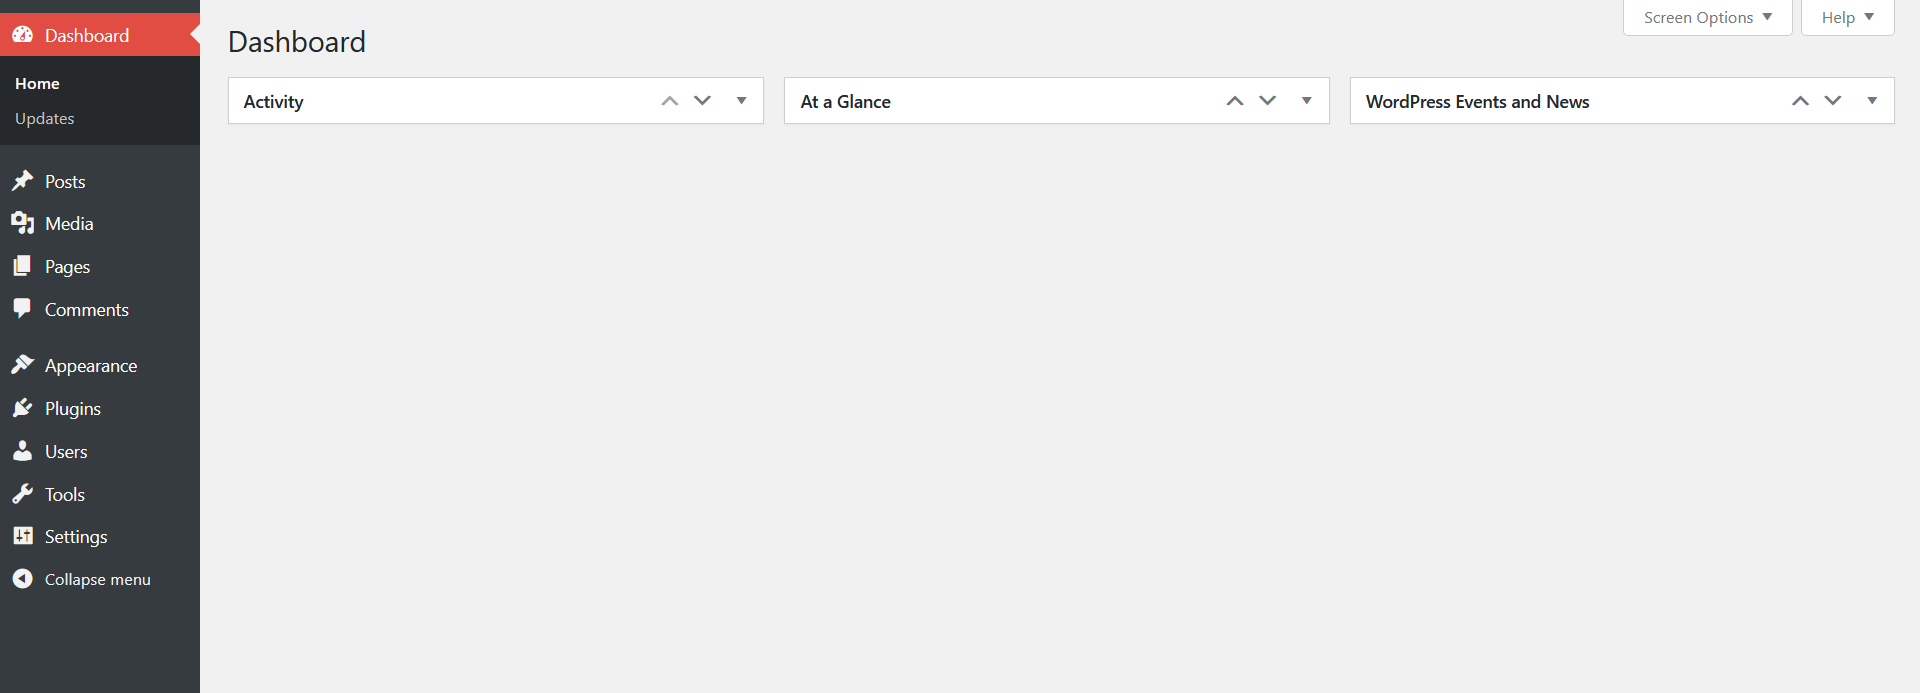 Dashboard
Home
Updates
Posts
Media
Pages
Comments
Appearance
Plugins
Users
Tools
Settings
Collapse menu
Screen Options
Help
Dashboard
Activity
At a Glance
WordPress Events and News